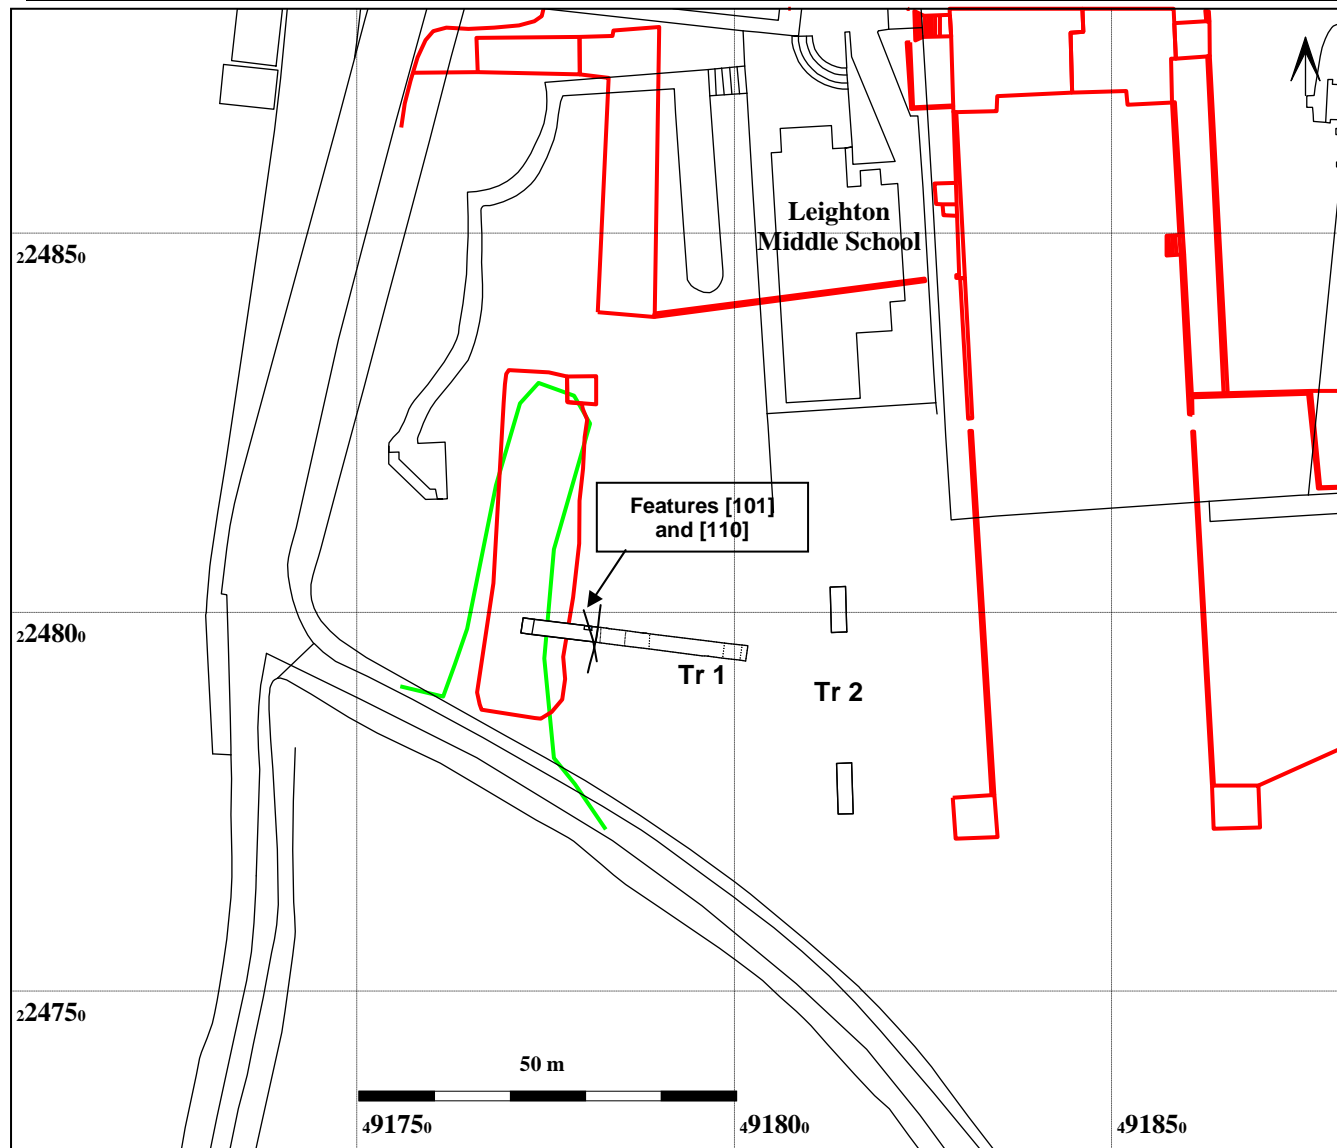 Leighton
Middle School
224850
Features [101]
and [110]
224800
Tr 1
Tr 2
224750
50 m
491750
491800
491850